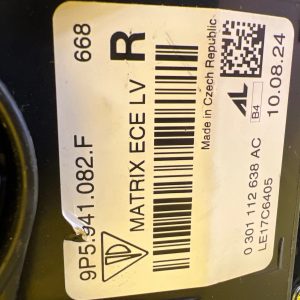 9P5.941.082.F
668
MATRIX ECE LV
R
Made in Czech Republic
AL
B4
10.08.24
0 301 112 638 AC
LE17C6405